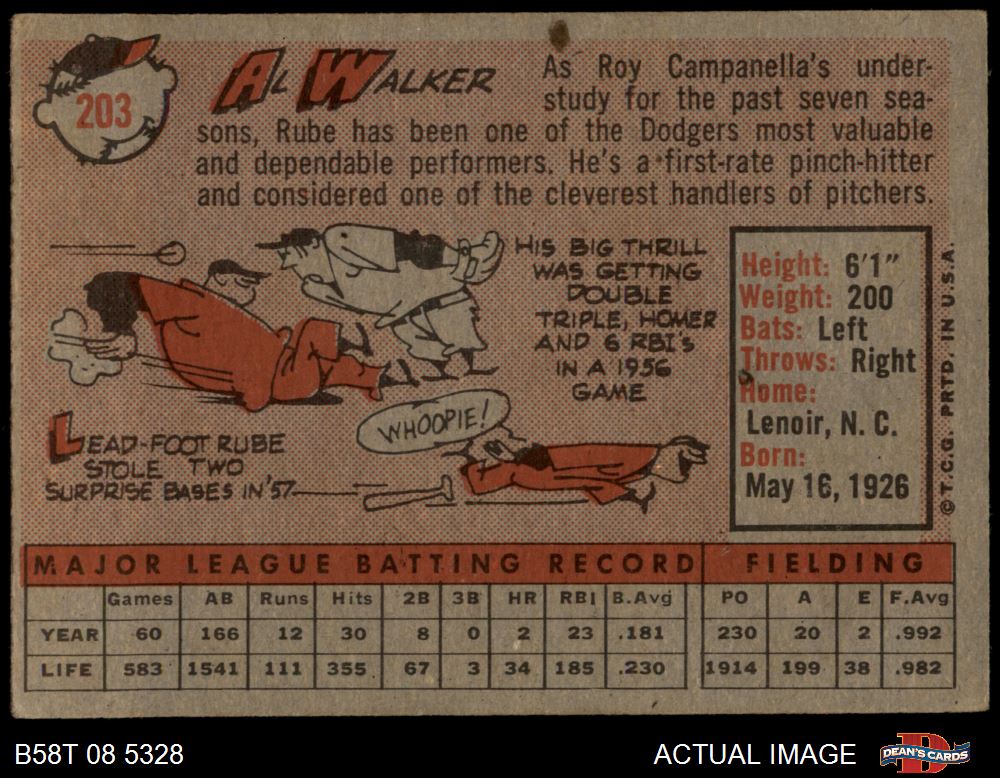 203
AL WALKER
As Roy Campanella's under-
study for the past seven sea-
sons, Rube has been one of the Dodgers most valuable
and dependable performers. He's a first-rate pinch-hitter
and considered one of the cleverest handlers of pitchers.
HIS BIG THRILL
WAS GETTING
DOUBLE
TRIPLE, HOMER
AND 6 RBI's
IN A 1956
GAME
WHOOPIE!
LEAD-FOOT RUBE
STOLE TWO
SURPRISE BASES IN '57
Height: 6'1"
Weight: 200
Bats: Left
Throws: Right
Home:
Lenoir, N. C.
Born:
May 16, 1926
© T.C.G. PRTD. IN U.S.A.
MAJOR LEAGUE BATTING RECORD FIELDING
Games AB Runs Hits 2B 3B HR RBI B.Avg PO A E F.Avg
YEAR 60 166 12 30 8 0 2 23 .181 230 20 2 .992
LIFE 583 1541 111 355 67 3 34 185 .230 1914 199 38 .982
B58T 08 5328
ACTUAL IMAGE
DEAN'S CARDS